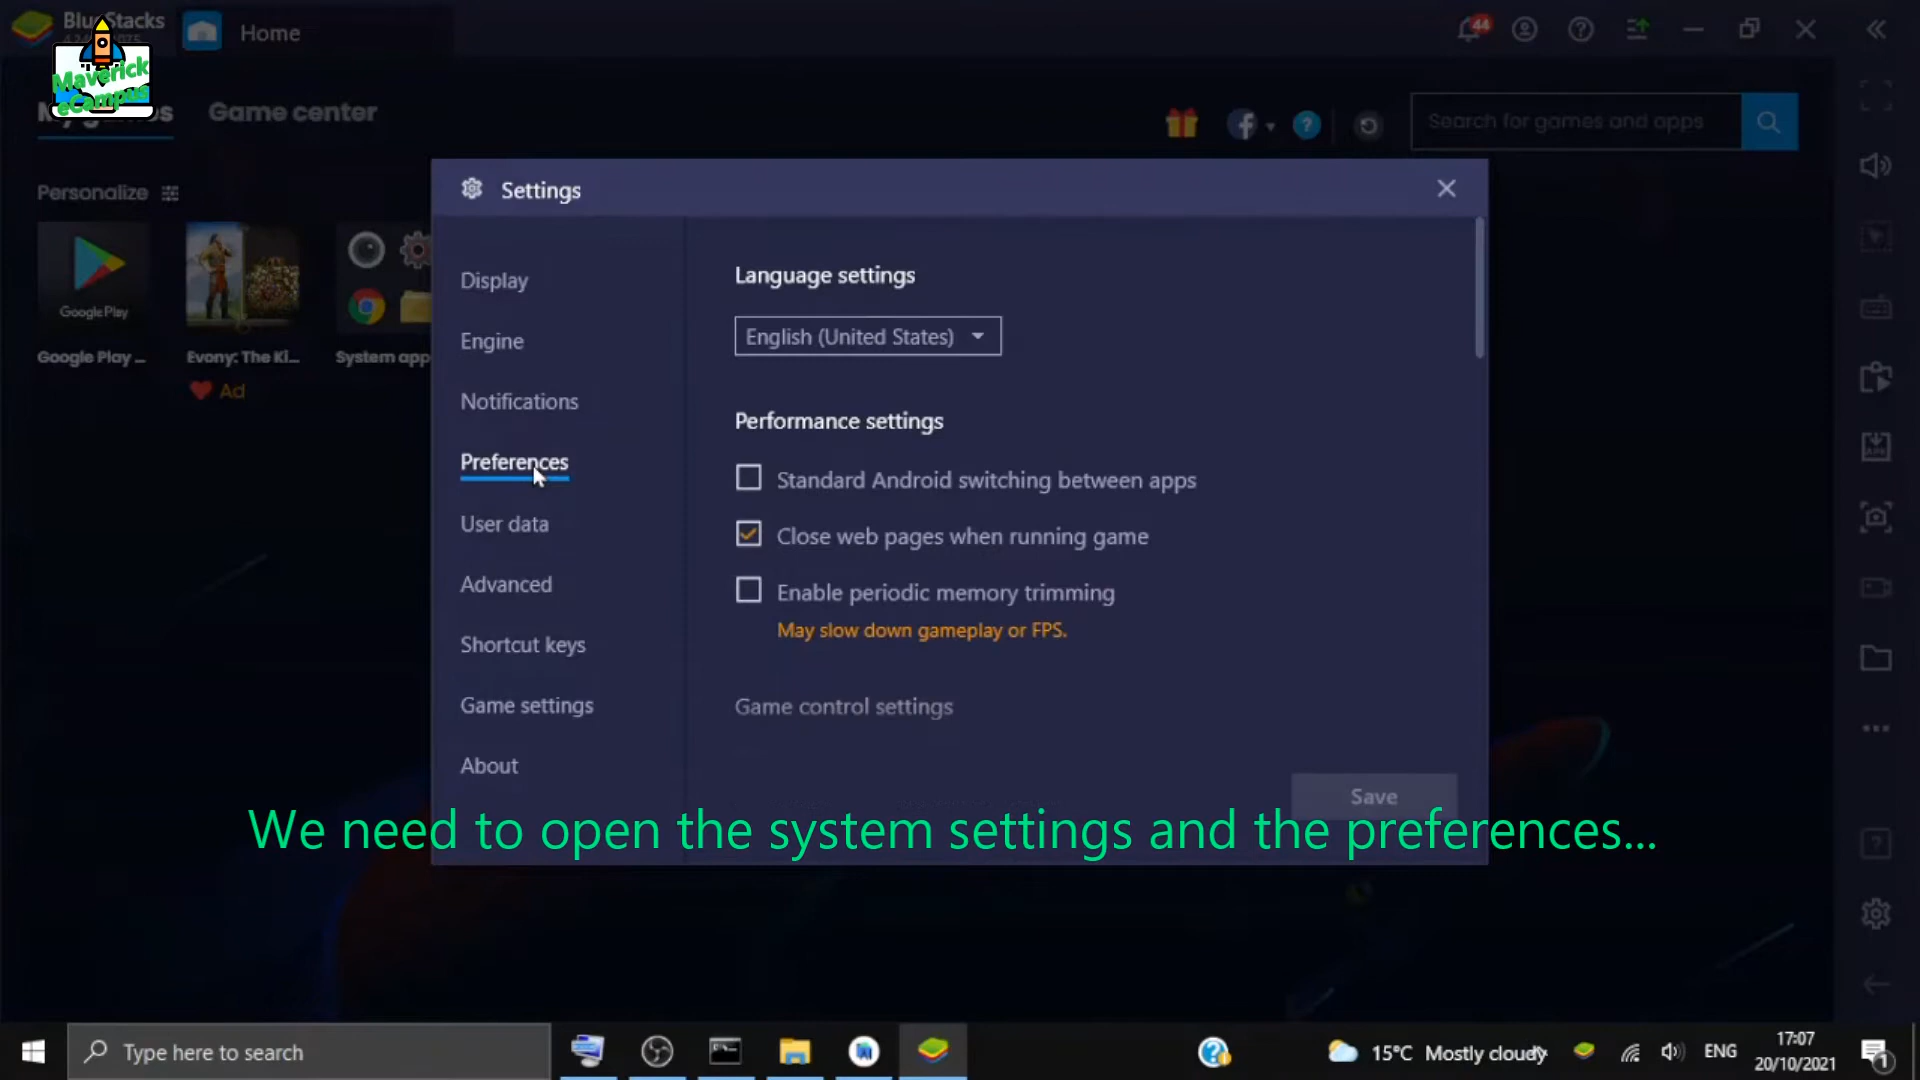 BlueStacks
Home
44
Maverick
eCampus
Game center
Search for games and apps
Personalize
Google Play
Google Play ...
Evony: The Ki...
System app
Ad
Settings
Display
Engine
Notifications
Preferences
User data
Advanced
Shortcut keys
Game settings
About
Language settings
English (United States)
Performance settings
Standard Android switching between apps
Close web pages when running game
Enable periodic memory trimming
May slow down gameplay or FPS.
Game control settings
Save
We need to open the system settings and the preferences...
Type here to search
15°C Mostly cloudy
ENG
17:07
20/10/2021
1